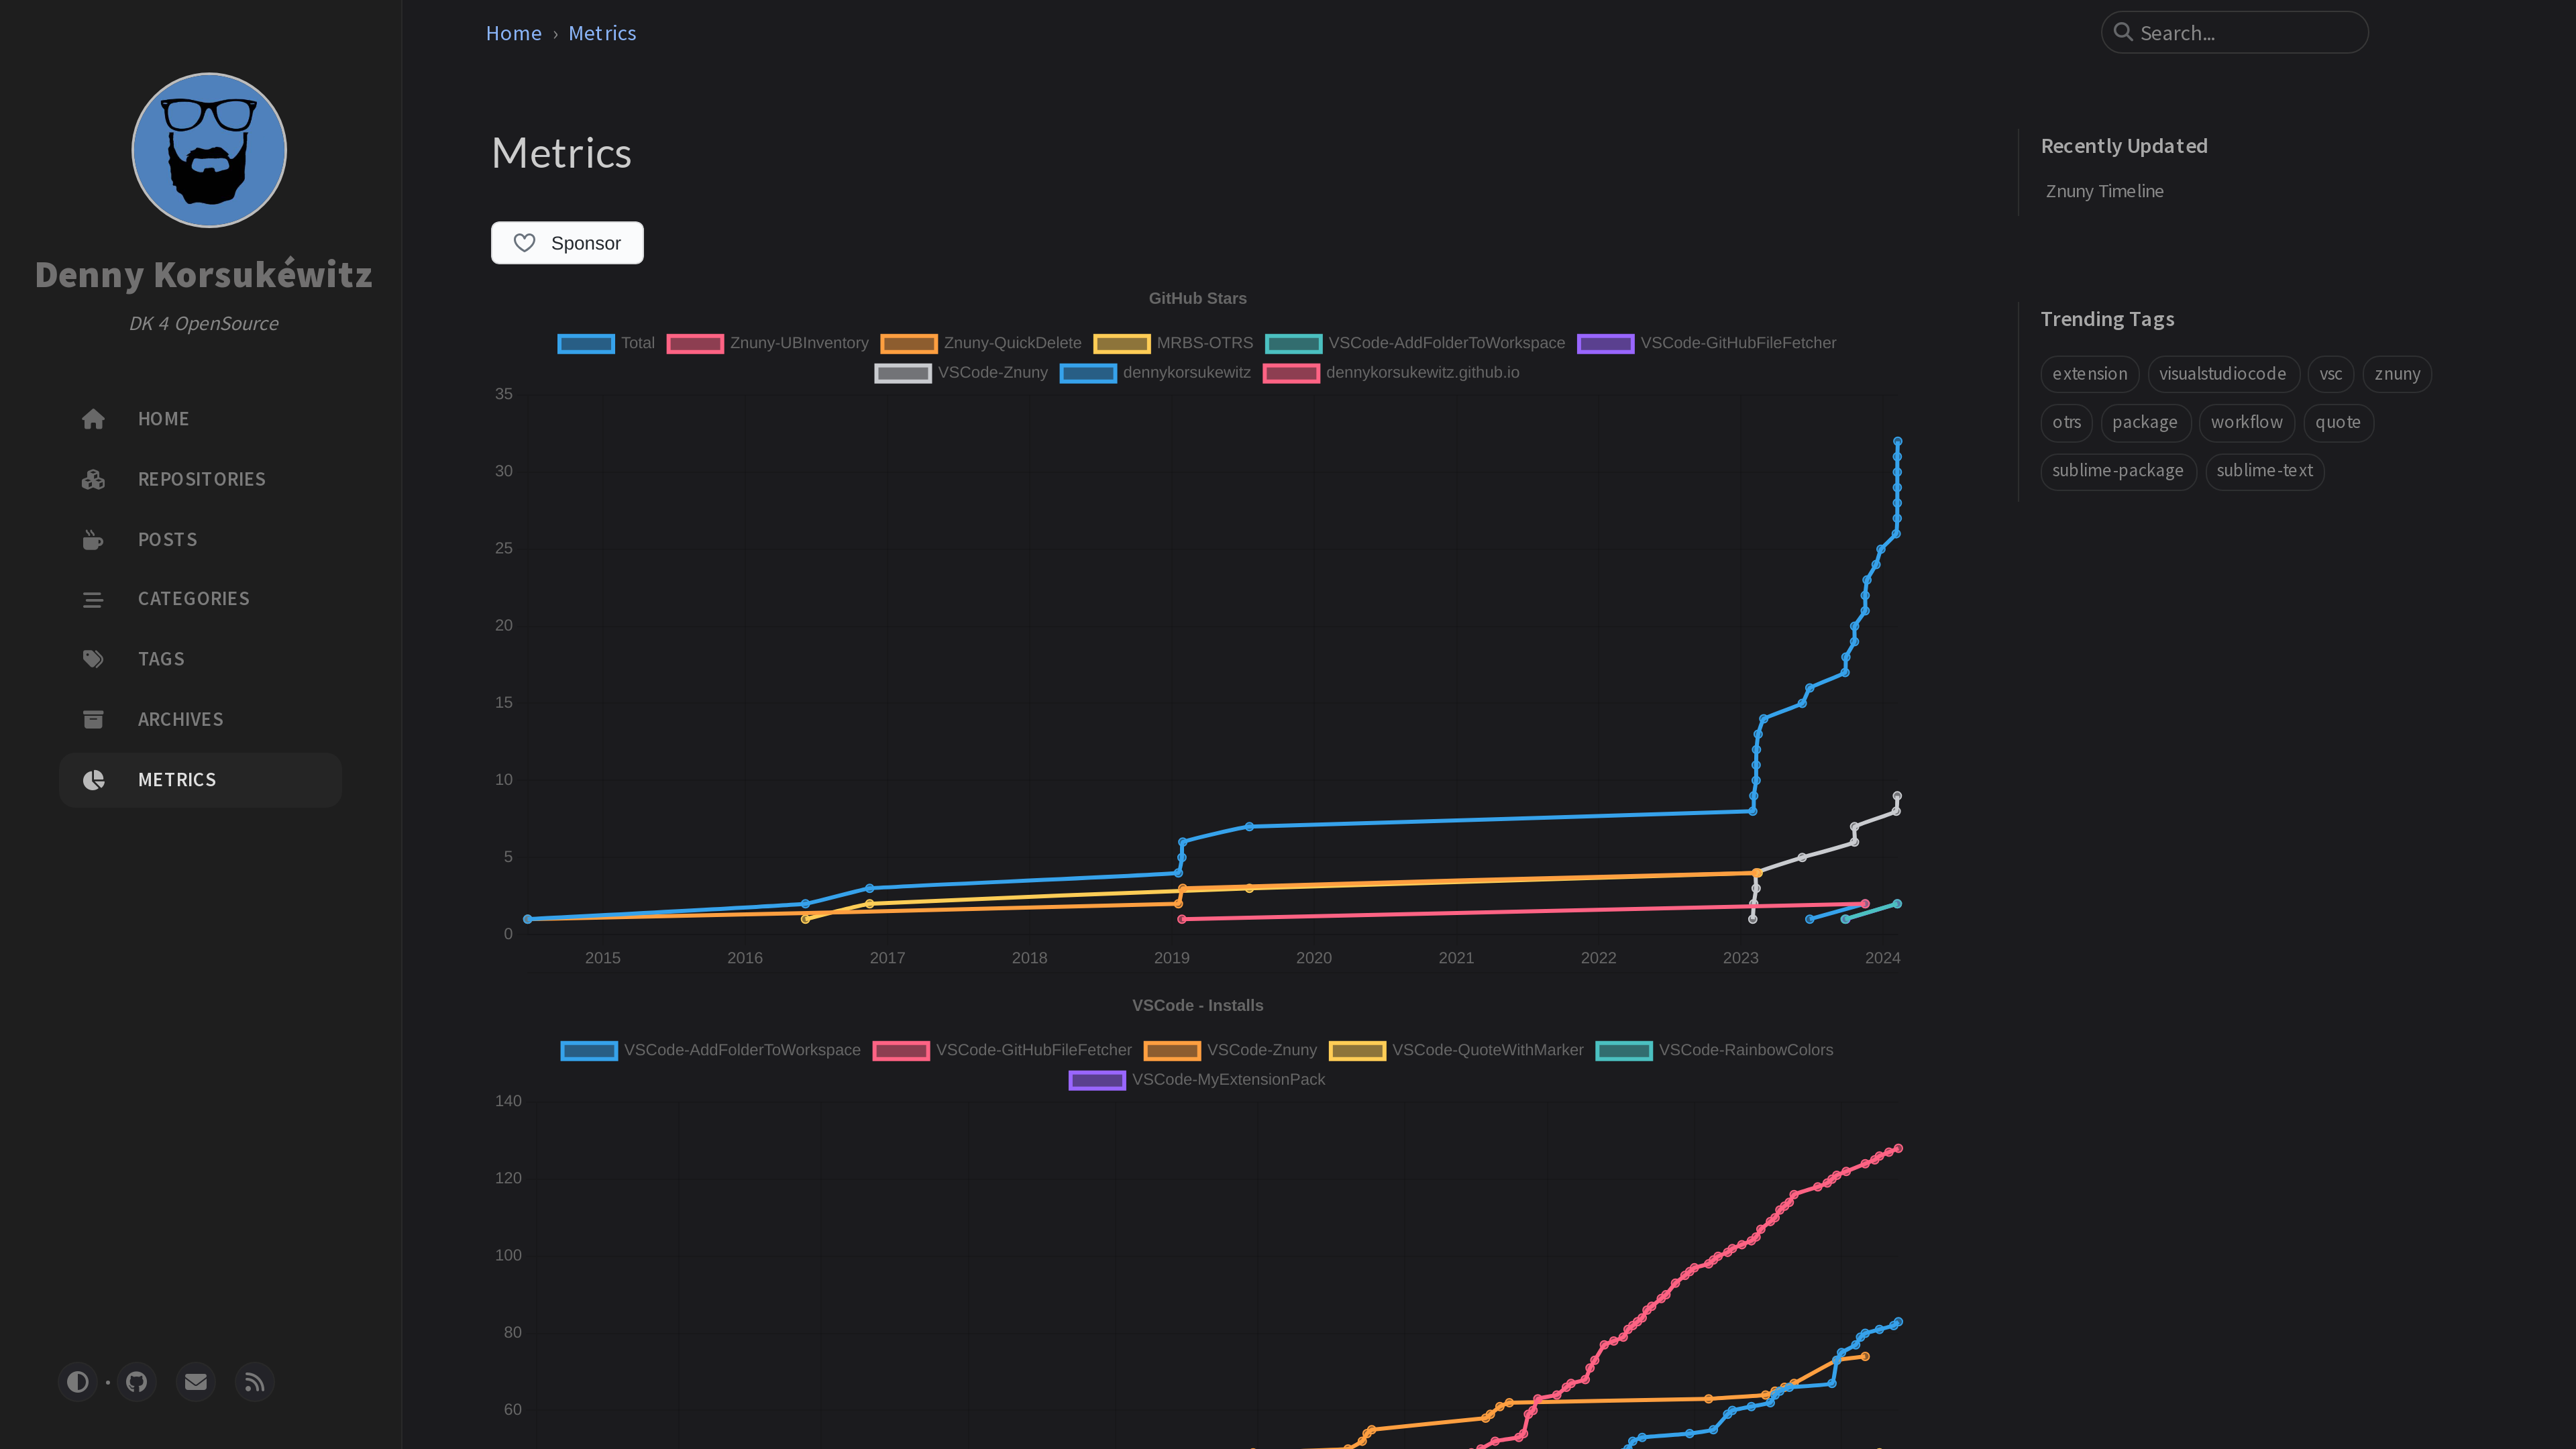 Denny Korsukéwitz
DK 4 OpenSource
HOME
REPOSITORIES
POSTS
CATEGORIES
TAGS
ARCHIVES
METRICS
Home › Metrics
Search...
Metrics
Sponsor
GitHub Stars
Total Znuny-UBInventory Znuny-QuickDelete MRBS-OTRS VSCode-AddFolderToWorkspace VSCode-GitHubFileFetcher
VSCode-Znuny dennykorsukewitz dennykorsukewitz.github.io
35
30
25
20
15
10
5
0
2015 2016 2017 2018 2019 2020 2021 2022 2023 2024
VSCode - Installs
VSCode-AddFolderToWorkspace VSCode-GitHubFileFetcher VSCode-Znuny VSCode-QuoteWithMarker VSCode-RainbowColors
VSCode-MyExtensionPack
140
120
100
80
60
Recently Updated
Znuny Timeline
Trending Tags
extension visualstudiocode vsc znuny
otrs package workflow quote
sublime-package sublime-text